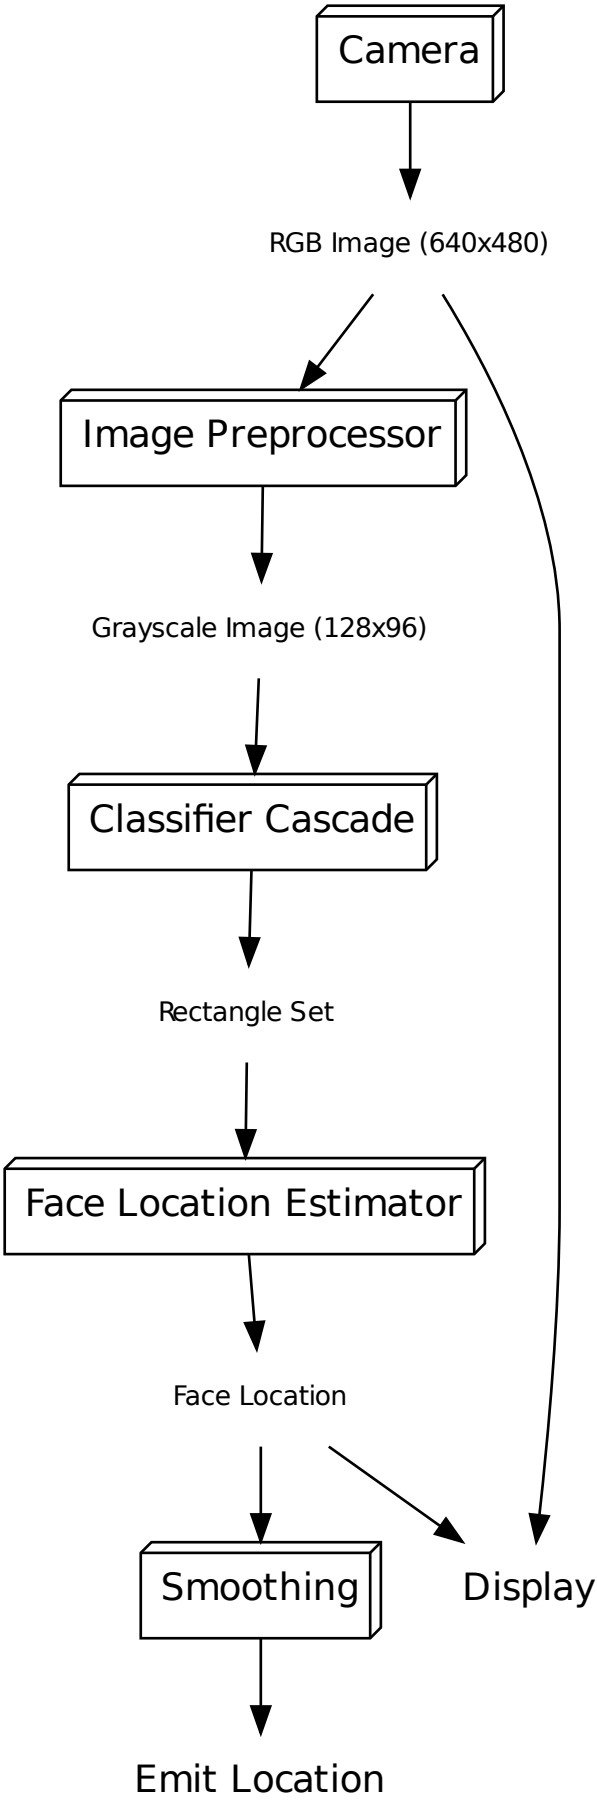 Camera
RGB Image (640x480)
Image Preprocessor
Grayscale Image (128x96)
Classifier Cascade
Rectangle Set
Face Location Estimator
Face Location
Smoothing
Display
Emit Location